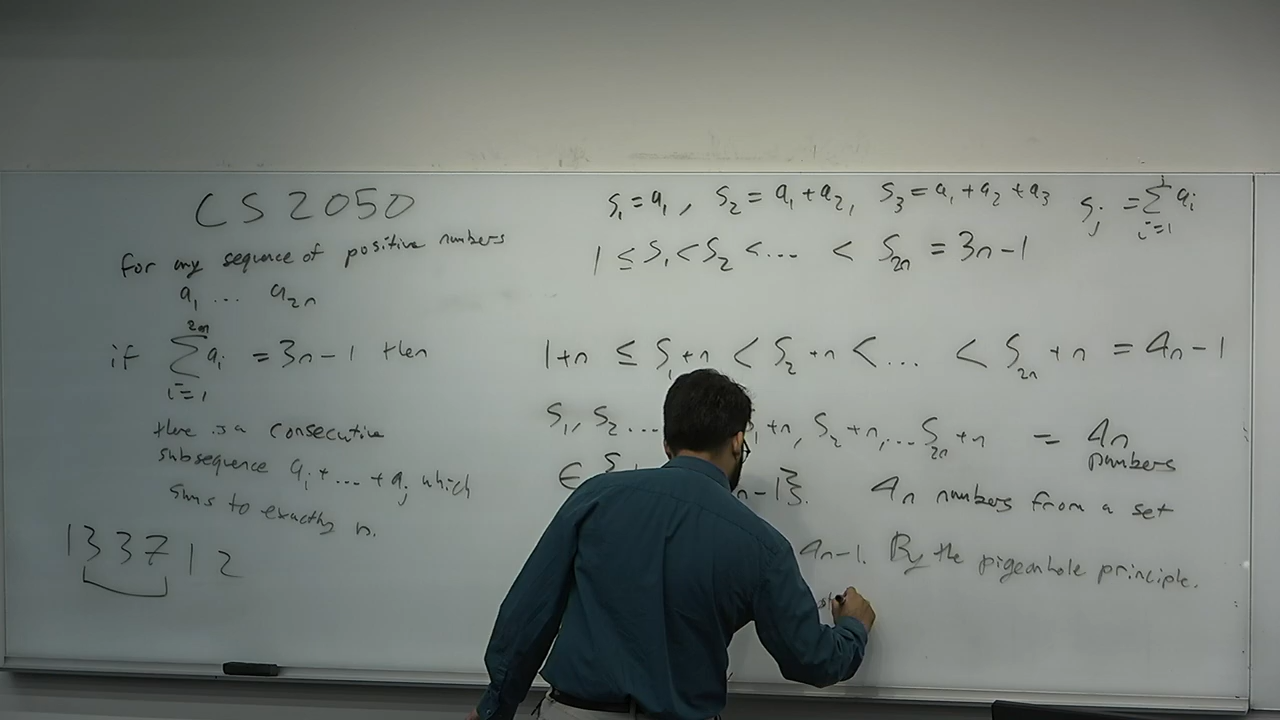 CS 2050
for any sequence of positive numbers
a₁ ... a₂ₙ
if ∑_{i=1}^{2n} aᵢ = 3n-1 then
there is a consecutive
subsequence aᵢ + ... + aⱼ which
sums to exactly n.
1 3 3 7 1 2
S₁ = a₁, S₂ = a₁ + a₂, S₃ = a₁ + a₂ + a₃ Sⱼ = ∑_{i=1}^{j} aᵢ
1 ≤ S₁ < S₂ < ... < S₂ₙ = 3n-1
1+n ≤ S₁+n < S₂+n < ... < S₂ₙ + n = 4n-1
S₁, S₂ ... ₁+n, S₂+n, ... S₂ₙ+n = 4n numbers
∈ { n-1}. 4n numbers from a set
4n-1. By the pigeonhole principle.